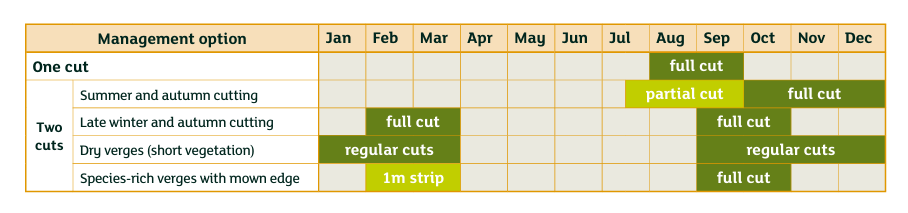 Management option Jan Feb Mar Apr May Jun Jul Aug Sep Oct Nov Dec
One cut full cut
Two cuts
Summer and autumn cutting partial cut full cut
Late winter and autumn cutting full cut full cut
Dry verges (short vegetation) regular cuts regular cuts
Species-rich verges with mown edge 1m strip full cut